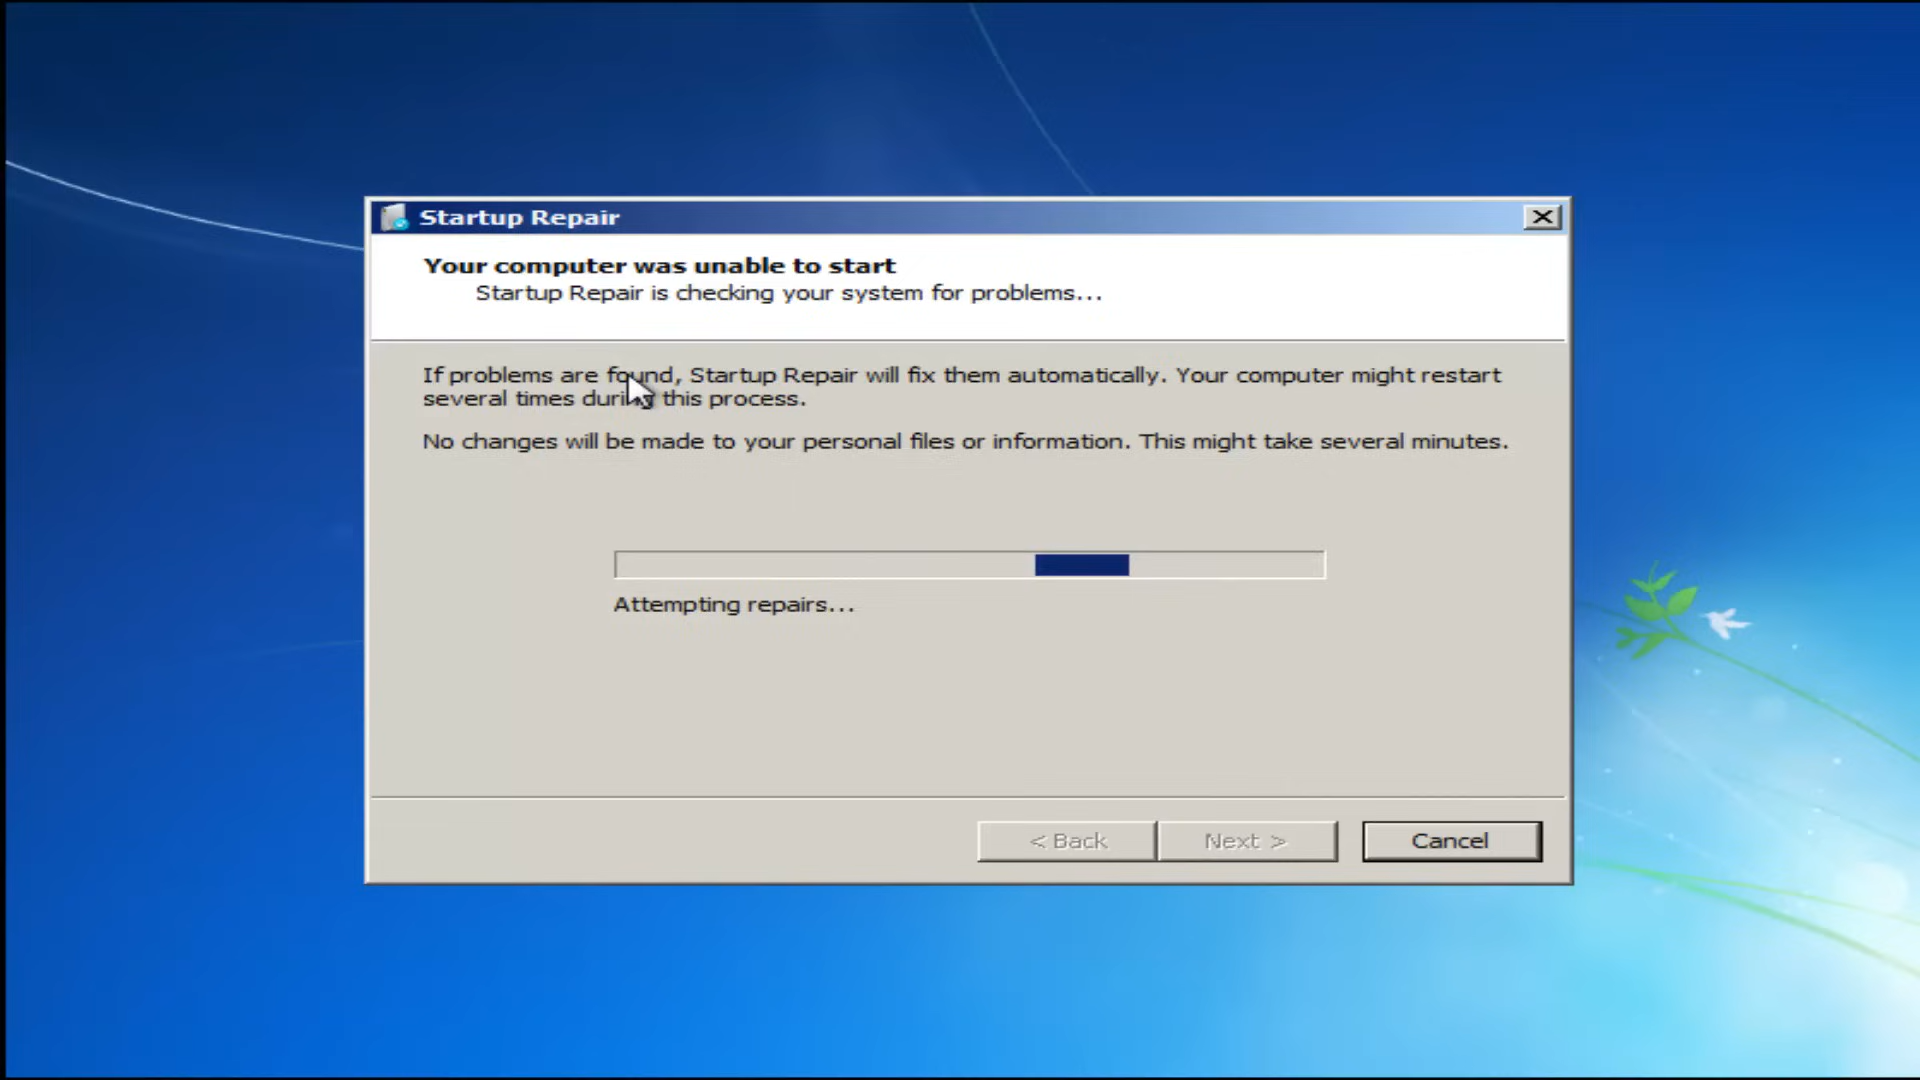 Startup Repair
Your computer was unable to start
Startup Repair is checking your system for problems...
If problems are found, Startup Repair will fix them automatically. Your computer might restart
several times during this process.
No changes will be made to your personal files or information. This might take several minutes.
Attempting repairs...
< Back
Next >
Cancel